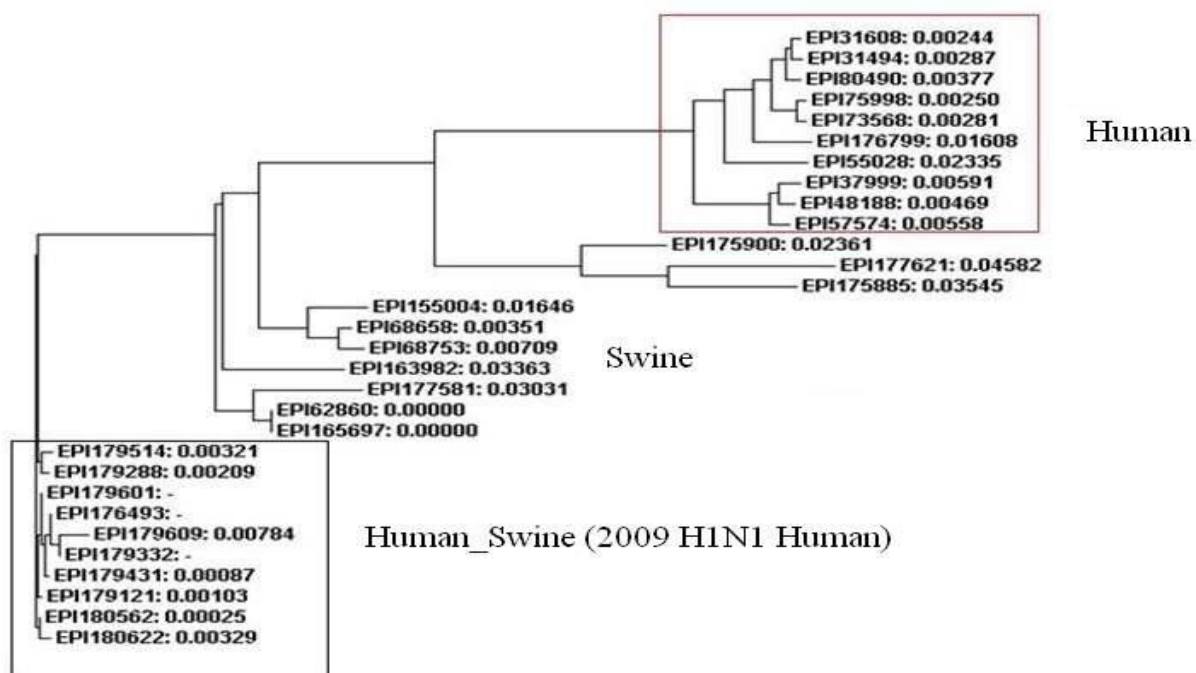 EPI31608: 0.00244
EPI31494: 0.00287
EPI80490: 0.00377
EPI75998: 0.00250
EPI73568: 0.00281
EPI176799: 0.01608
EPI55028: 0.02335
EPI37999: 0.00591
EPI48188: 0.00469
EPI57574: 0.00558
Human
EPI175900: 0.02361
EPI177621: 0.04582
EPI175885: 0.03545
EPI155004: 0.01646
EPI68658: 0.00351
EPI68753: 0.00709
EPI163982: 0.03363
EPI177581: 0.03031
EPI62860: 0.00000
EPI165697: 0.00000
Swine
EPI179514: 0.00321
EPI179288: 0.00209
EPI179601: -
EPI176493: -
EPI179609: 0.00784
EPI179332: -
EPI179431: 0.00087
EPI179121: 0.00103
EPI180562: 0.00025
EPI180622: 0.00329
Human_Swine (2009 H1N1 Human)